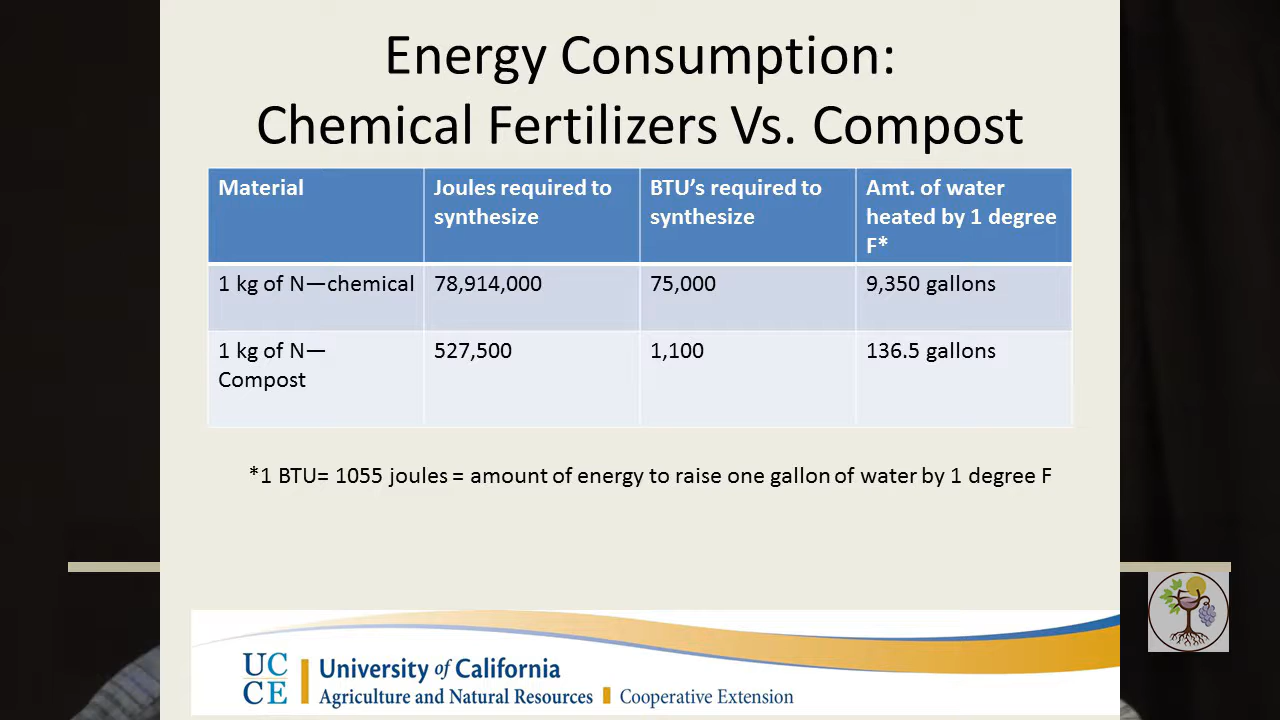 Energy Consumption:
Chemical Fertilizers Vs. Compost
Material
Joules required to
synthesize
BTU's required to
synthesize
Amt. of water
heated by 1 degree
F*
1 kg of N—chemical
78,914,000
75,000
9,350 gallons
1 kg of N—
Compost
527,500
1,100
136.5 gallons
*1 BTU= 1055 joules = amount of energy to raise one gallon of water by 1 degree F
UC
CE
University of California
Agriculture and Natural Resources
Cooperative Extension